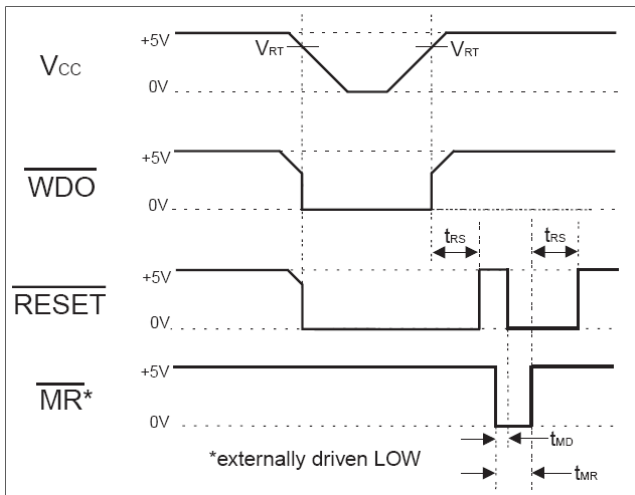 +5V
VCC
VRT
VRT
0V
+5V
WDO
0V
tRS
tRS
+5V
RESET
0V
+5V
MR*
0V
tMD
*externally driven LOW
tMR